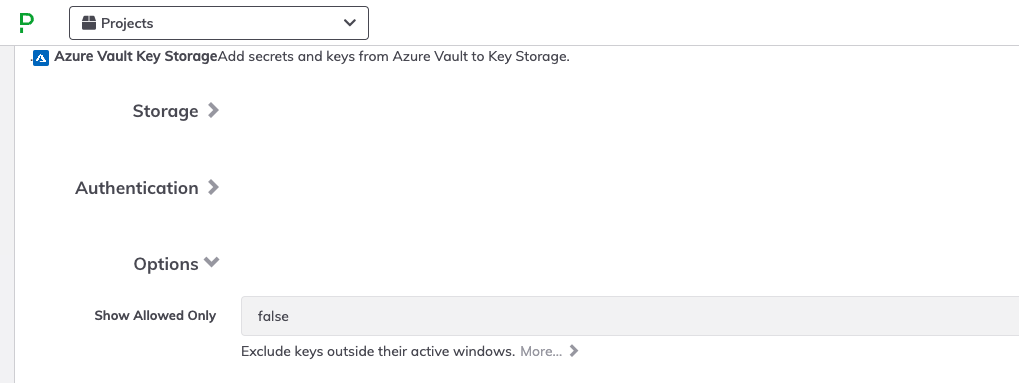 Projects
Azure Vault Key StorageAdd secrets and keys from Azure Vault to Key Storage.
Storage
Authentication
Options
Show Allowed Only
false
Exclude keys outside their active windows. More...